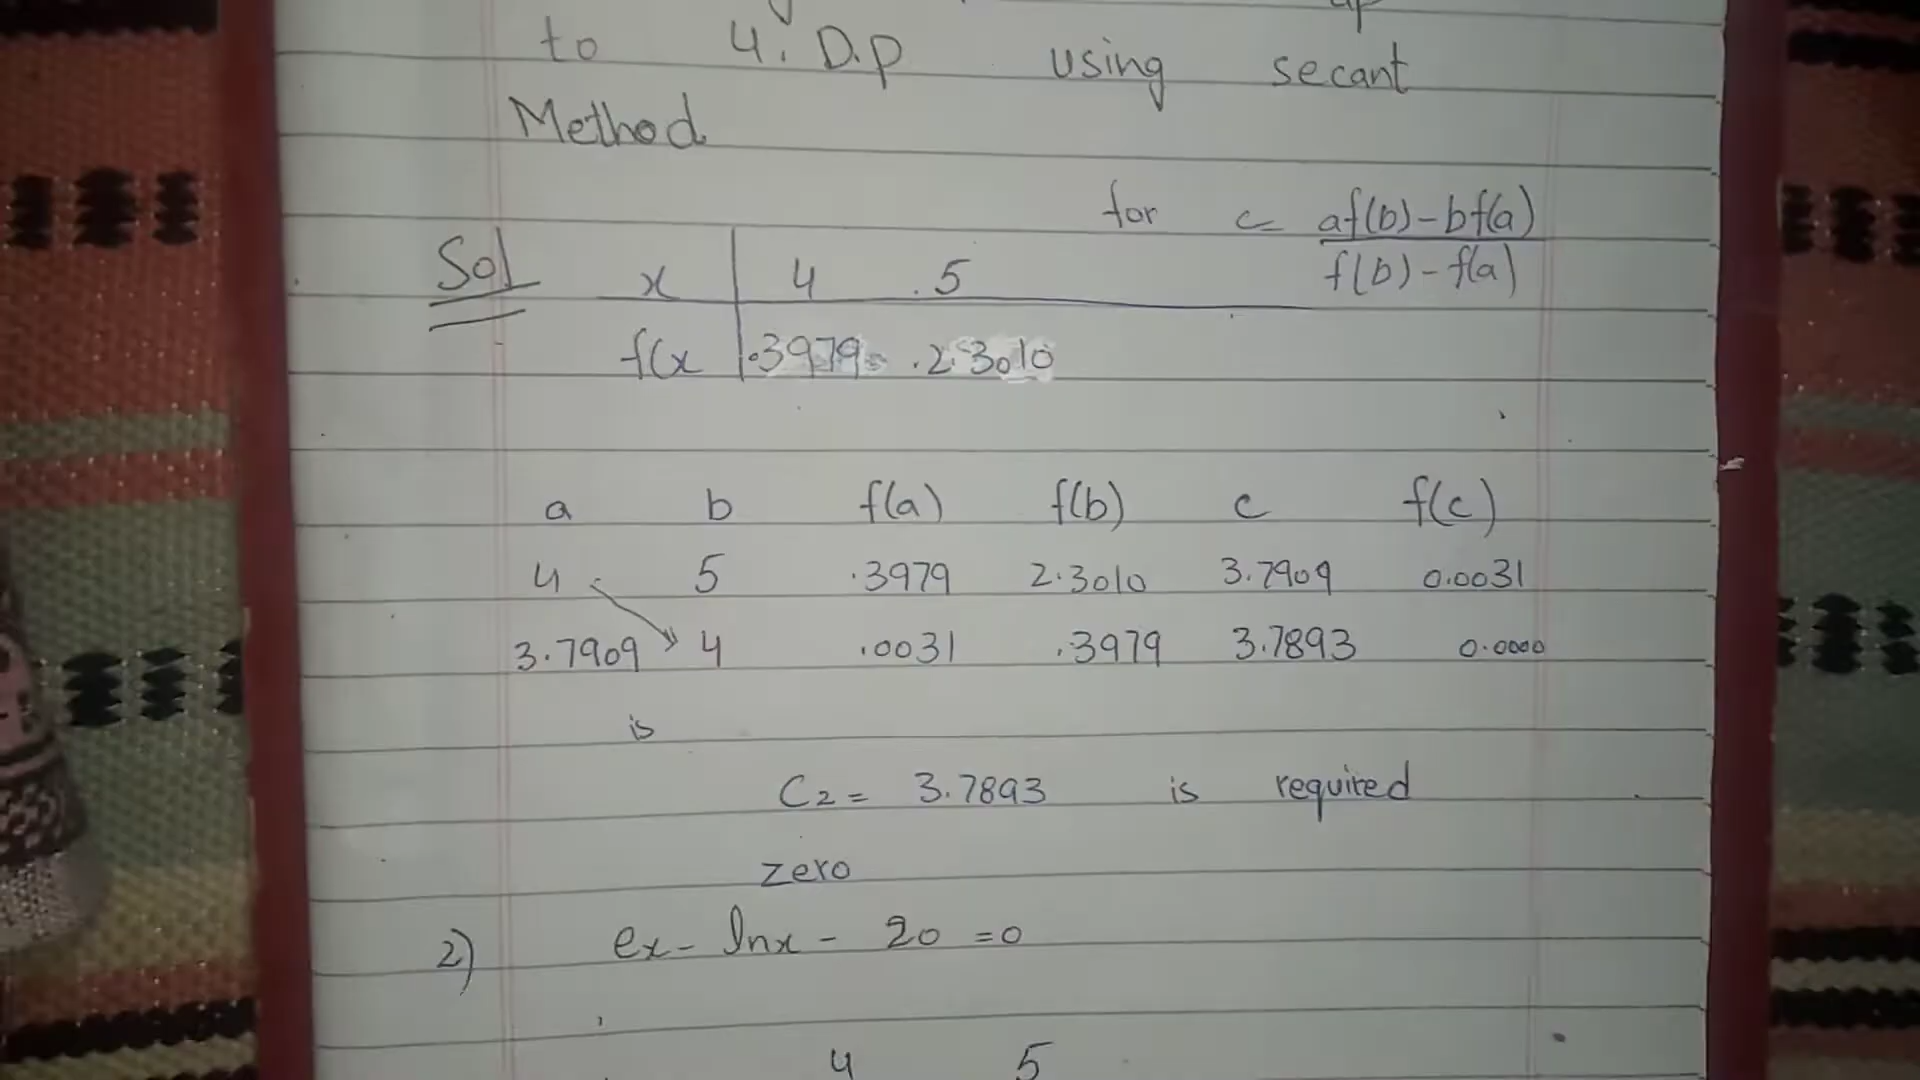 to 4. D.p using secant
Method
for c= af(b)-bf(a)
f(b)-f(a)
Sol x 4 .5
f(x .3979 .2.3010
a b f(a) f(b) c f(c)
4 5 .3979 2.3010 3.7909 0.0031
3.7909 4 .0031 .3979 3.7893 0.0000
is
C2= 3.7893 is required
zero
2) ex- lnx - 20 =0
4 5